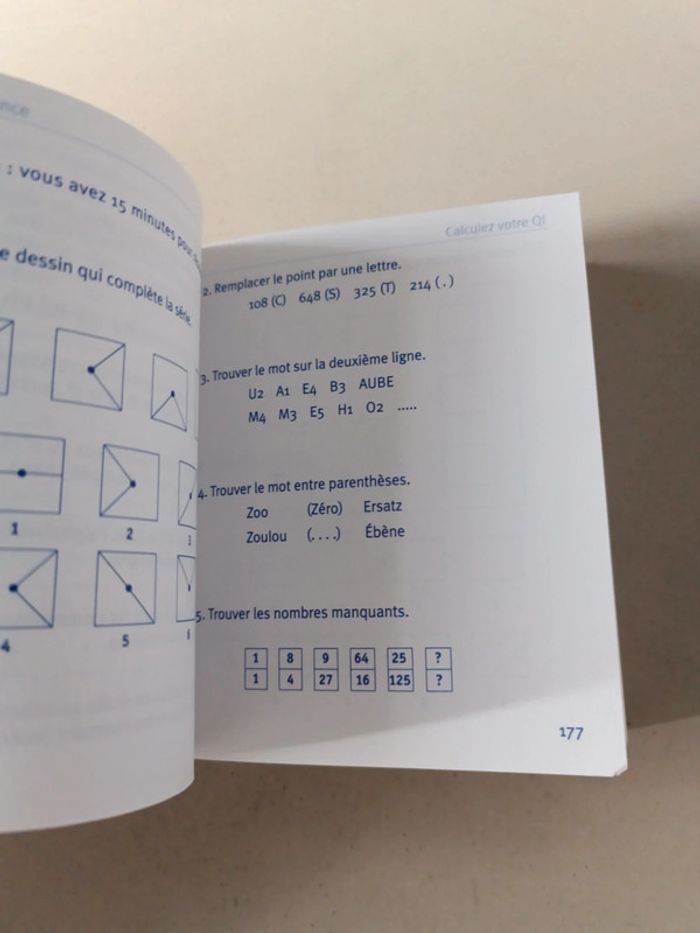 nce
: vous avez 15 minutes pour
e dessin qui complète la série.
1
2
3
4
5
6
Calculez votre QI
2. Remplacer le point par une lettre.
108 (C) 648 (S) 325 (T) 214 ( . )
3. Trouver le mot sur la deuxième ligne.
U2 A1 E4 B3 AUBE
M4 M3 E5 H1 O2 .....
4. Trouver le mot entre parenthèses.
Zoo (Zéro) Ersatz
Zoulou (. . . .) Ébène
5. Trouver les nombres manquants.
1 8 9 64 25 ?
1 4 27 16 125 ?
177